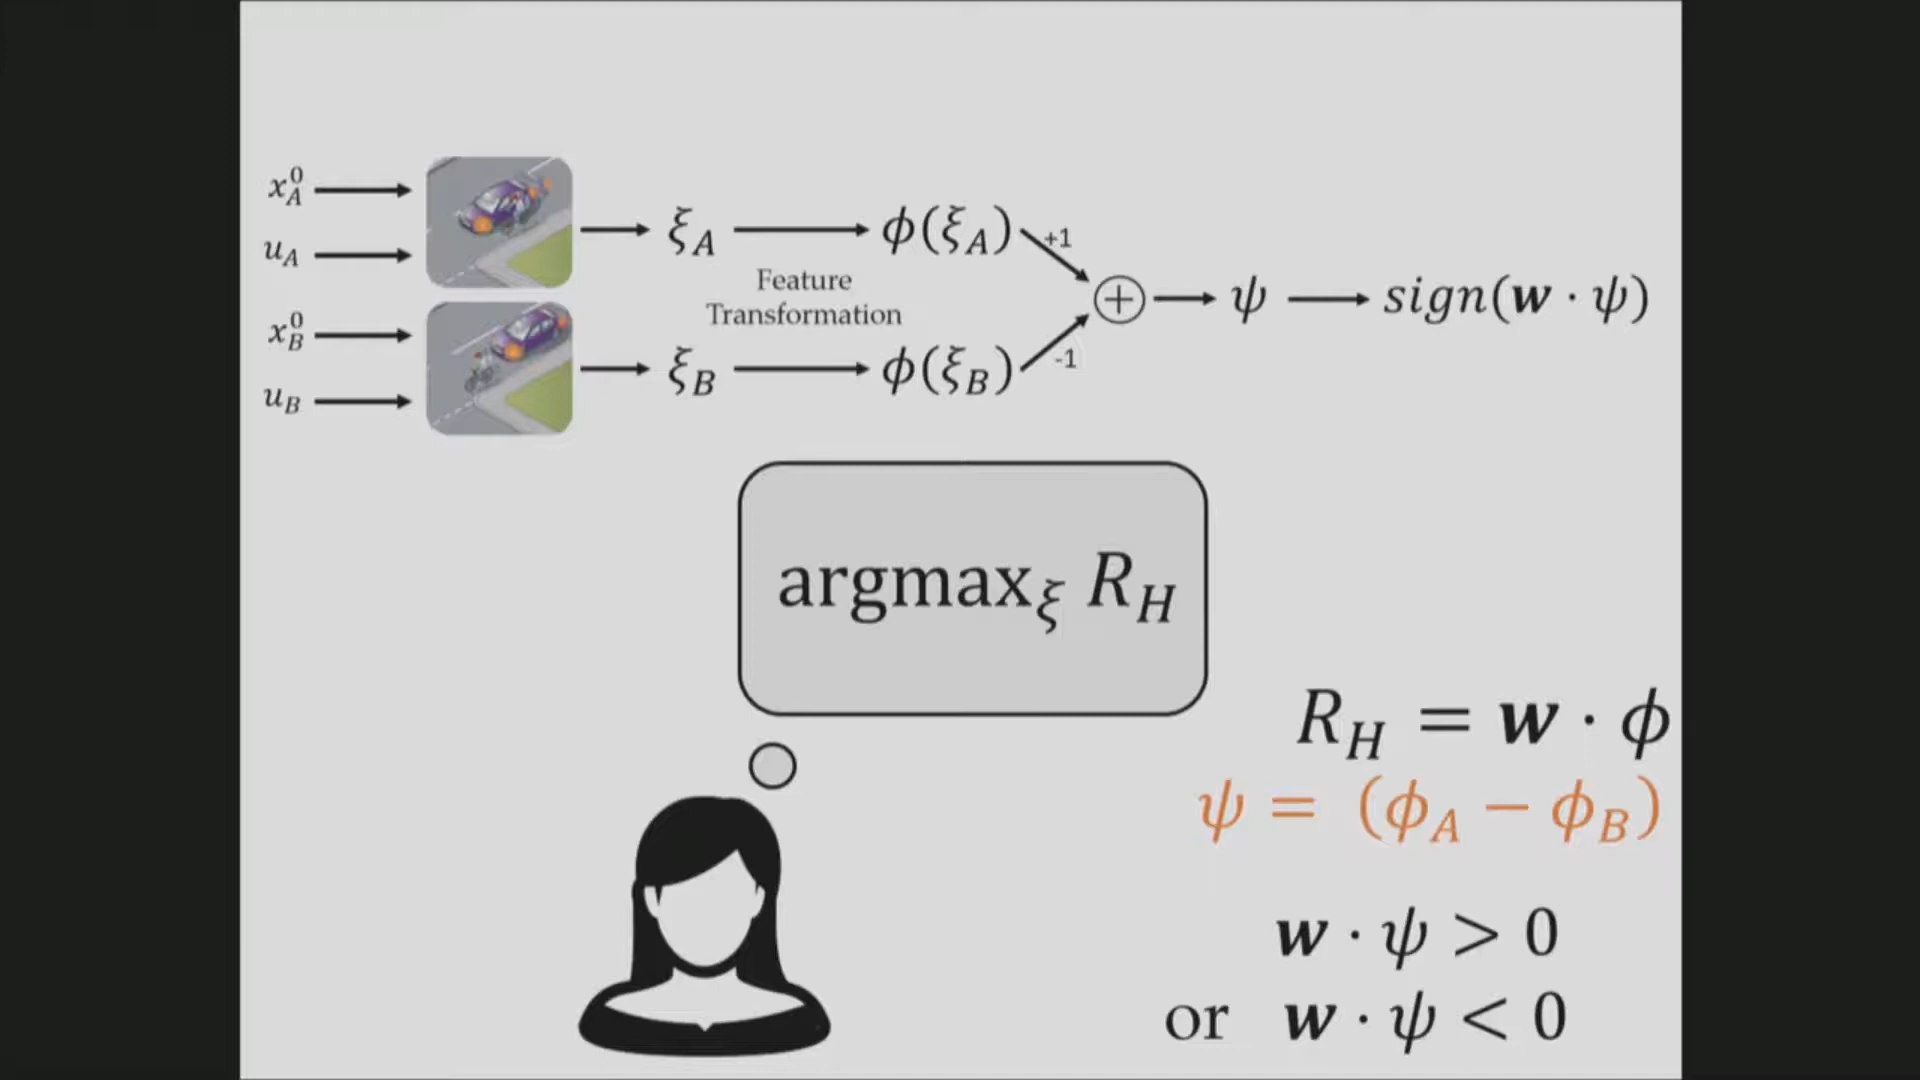 x_A^0
u_A
x_B^0
u_B
ξ_A
ξ_B
Feature
Transformation
ϕ(ξ_A)
ϕ(ξ_B)
+1
-1
+
ψ
sign(w · ψ)
argmax_ξ R_H
R_H = w · ϕ
ψ = (ϕ_A − ϕ_B)
w · ψ > 0
or w · ψ < 0